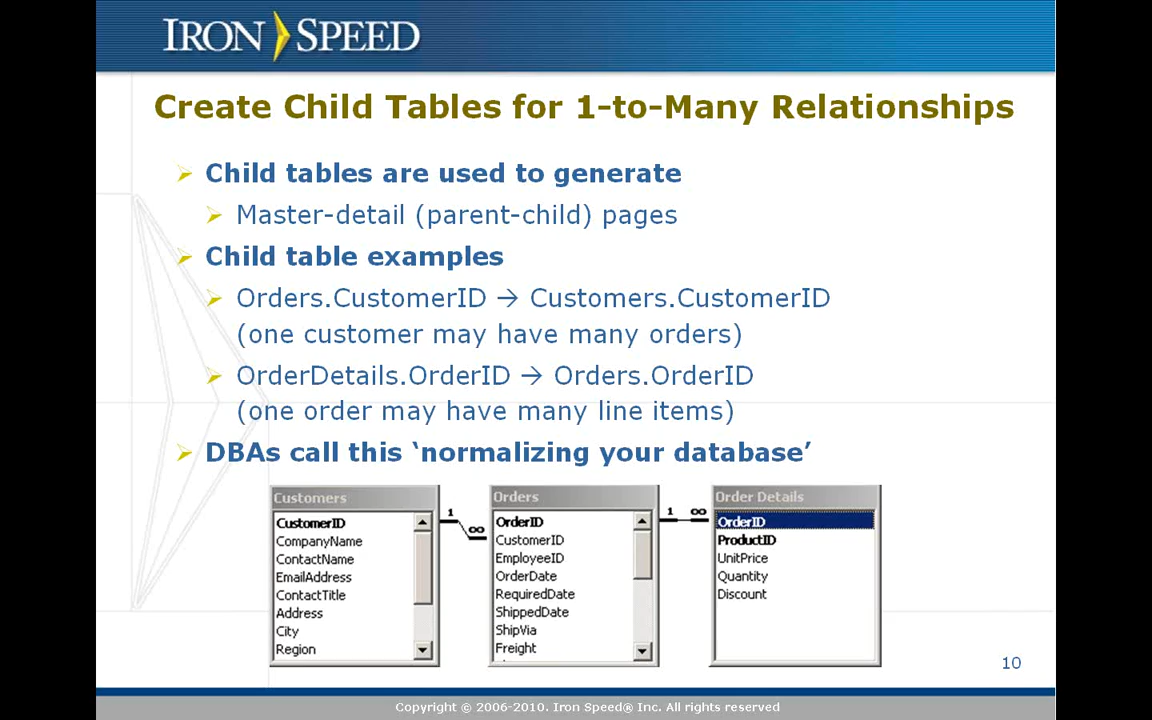 IRON SPEED
Create Child Tables for 1-to-Many Relationships
Child tables are used to generate
Master-detail (parent-child) pages
Child table examples
Orders.CustomerID → Customers.CustomerID
(one customer may have many orders)
OrderDetails.OrderID → Orders.OrderID
(one order may have many line items)
DBAs call this ‘normalizing your database’
Customers
CustomerID
CompanyName
ContactName
EmailAddress
ContactTitle
Address
City
Region
1 ∞
Orders
OrderID
CustomerID
EmployeeID
OrderDate
RequiredDate
ShippedDate
ShipVia
Freight
1 ∞
Order Details
OrderID
ProductID
UnitPrice
Quantity
Discount
10
Copyright © 2006-2010. Iron Speed® Inc. All rights reserved